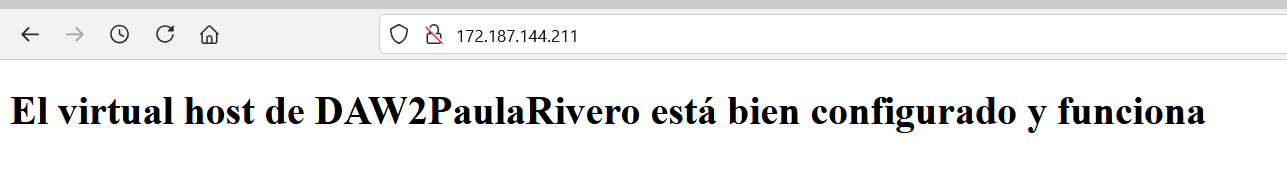 172.187.144.211
El virtual host de DAW2PaulaRivero está bien configurado y funciona